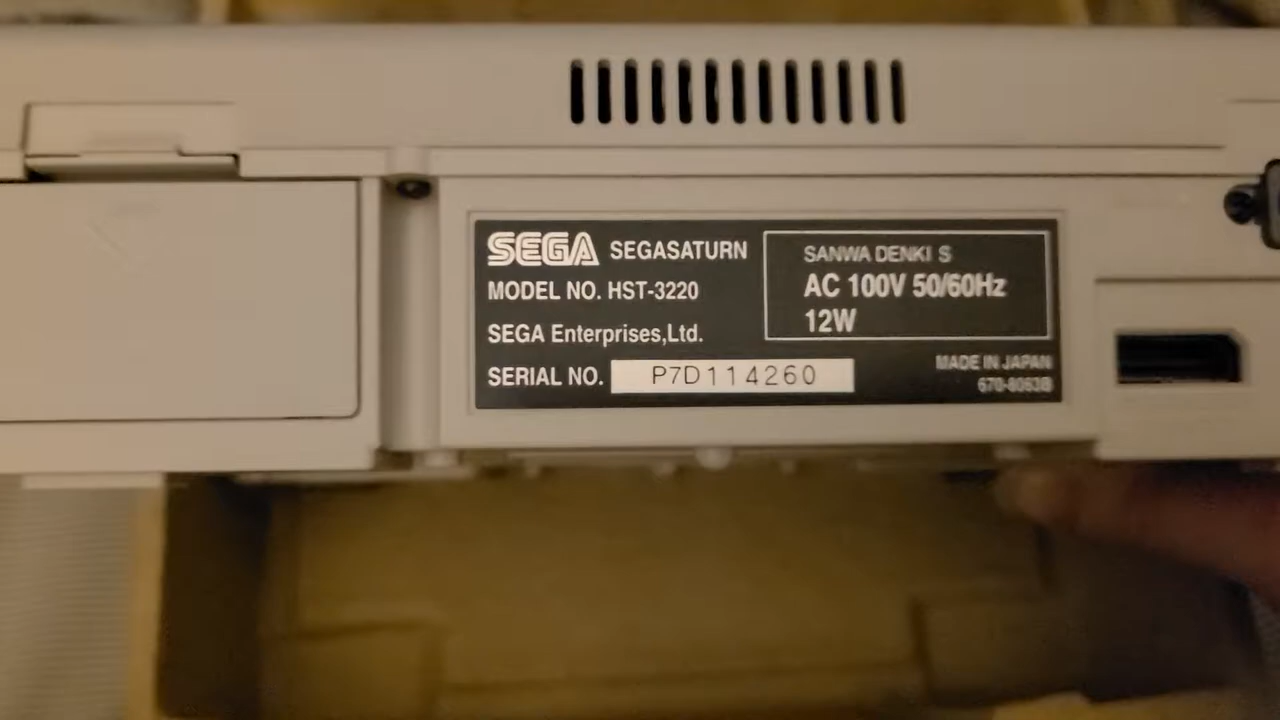 SEGA SEGASATURN
MODEL NO. HST-3220
SEGA Enterprises,Ltd.
SERIAL NO. P7D114260
SANWA DENKI S
AC 100V 50/60Hz
12W
MADE IN JAPAN
670-8063B